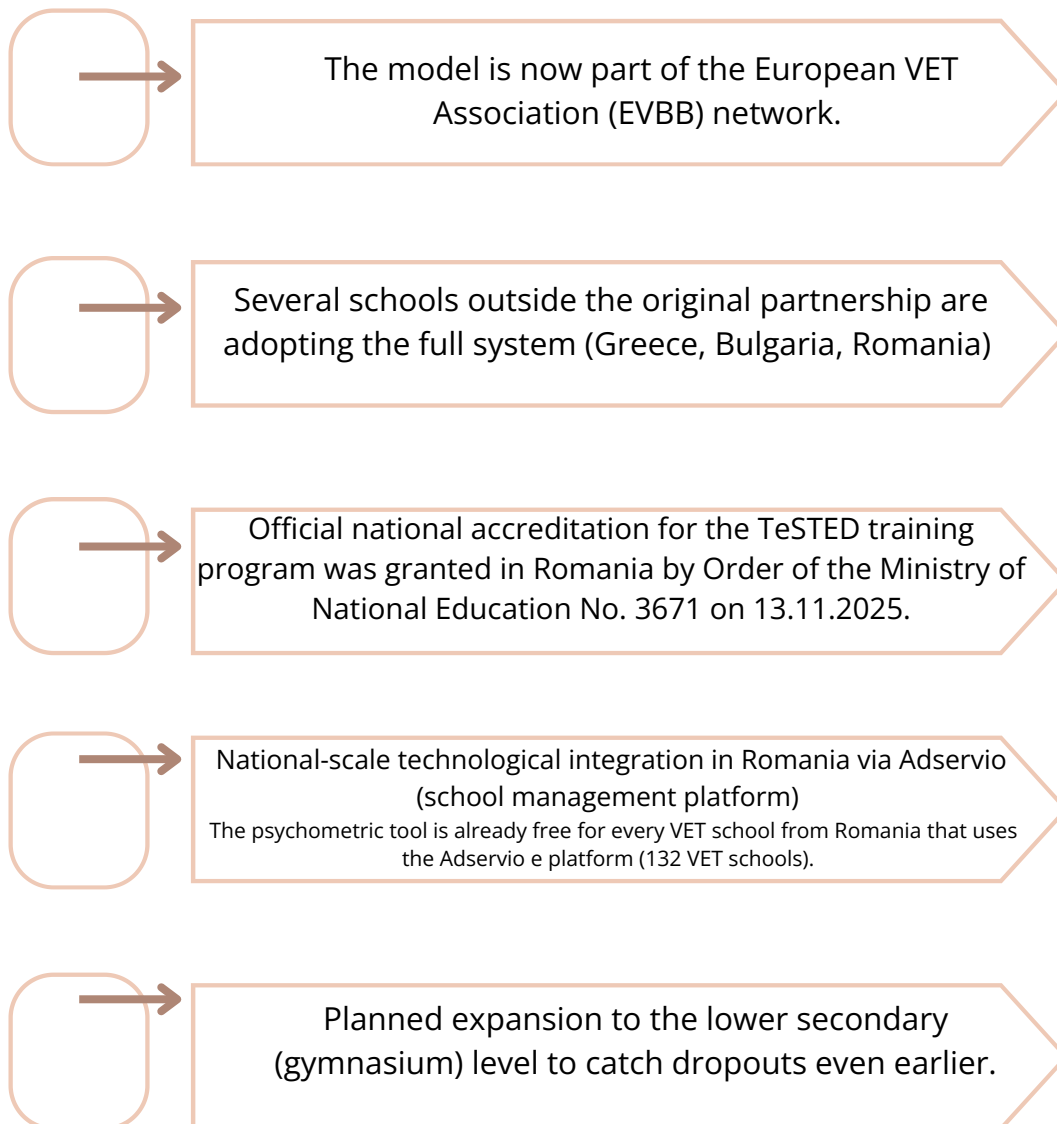 The model is now part of the European VET
Association (EVBB) network.
Several schools outside the original partnership are
adopting the full system (Greece, Bulgaria, Romania)
Official national accreditation for the TeSTED training
program was granted in Romania by Order of the Ministry of
National Education No. 3671 on 13.11.2025.
National-scale technological integration in Romania via Adservio
(school management platform)
The psychometric tool is already free for every VET school from Romania that uses
the Adservio e platform (132 VET schools).
Planned expansion to the lower secondary
(gymnasium) level to catch dropouts even earlier.